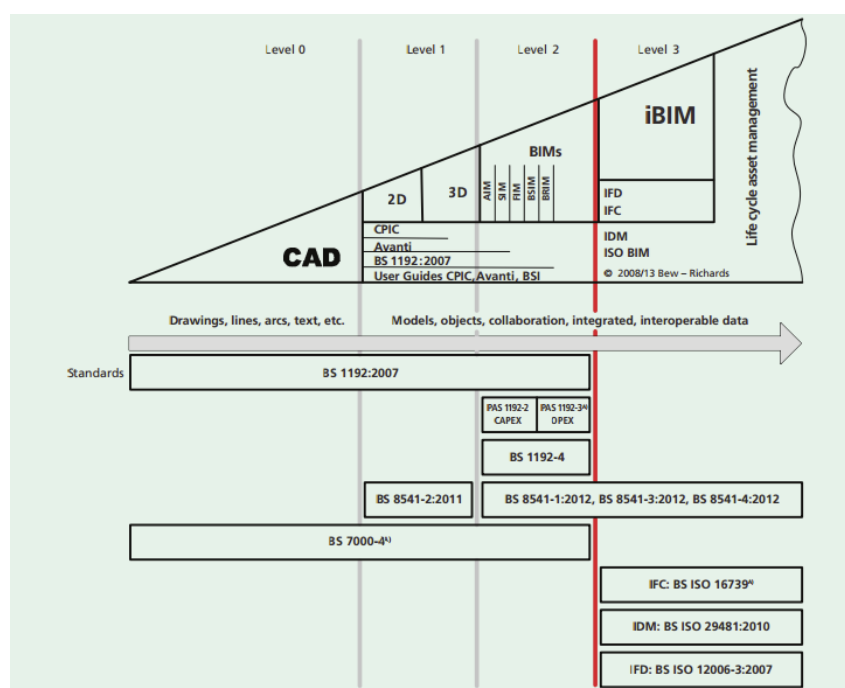 Level 0
Level 1
Level 2
Level 3
iBIM
BIMs
Life cycle asset management
2D
3D
AIM
SIM
FIM
BSIM
BRIM
IFD
IFC
CPIC
Avanti
BS 1192:2007
User Guides CPIC, Avanti, BSI
CAD
IDM
ISO BIM
© 2008/13 Bew – Richards
Drawings, lines, arcs, text, etc.
Models, objects, collaboration, integrated, interoperable data
Standards
BS 1192:2007
PAS 1192-2
CAPEX
PAS 1192-3ᴬ⁾
OPEX
BS 1192-4
BS 8541-2:2011
BS 8541-1:2012, BS 8541-3:2012, BS 8541-4:2012
BS 7000-4ᴬ⁾
IFC: BS ISO 16739ᴬ⁾
IDM: BS ISO 29481:2010
IFD: BS ISO 12006-3:2007